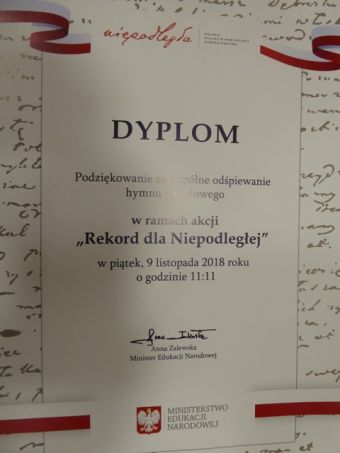 niepodległa
DYPLOM
Podziękowanie za wspólne odśpiewanie
hymnu narodowego
w ramach akcji
„Rekord dla Niepodległej”
w piątek, 9 listopada 2018 roku
o godzinie 11:11
Anna Zalewska
Minister Edukacji Narodowej
MINISTERSTWO
EDUKACJI
NARODOWEJ